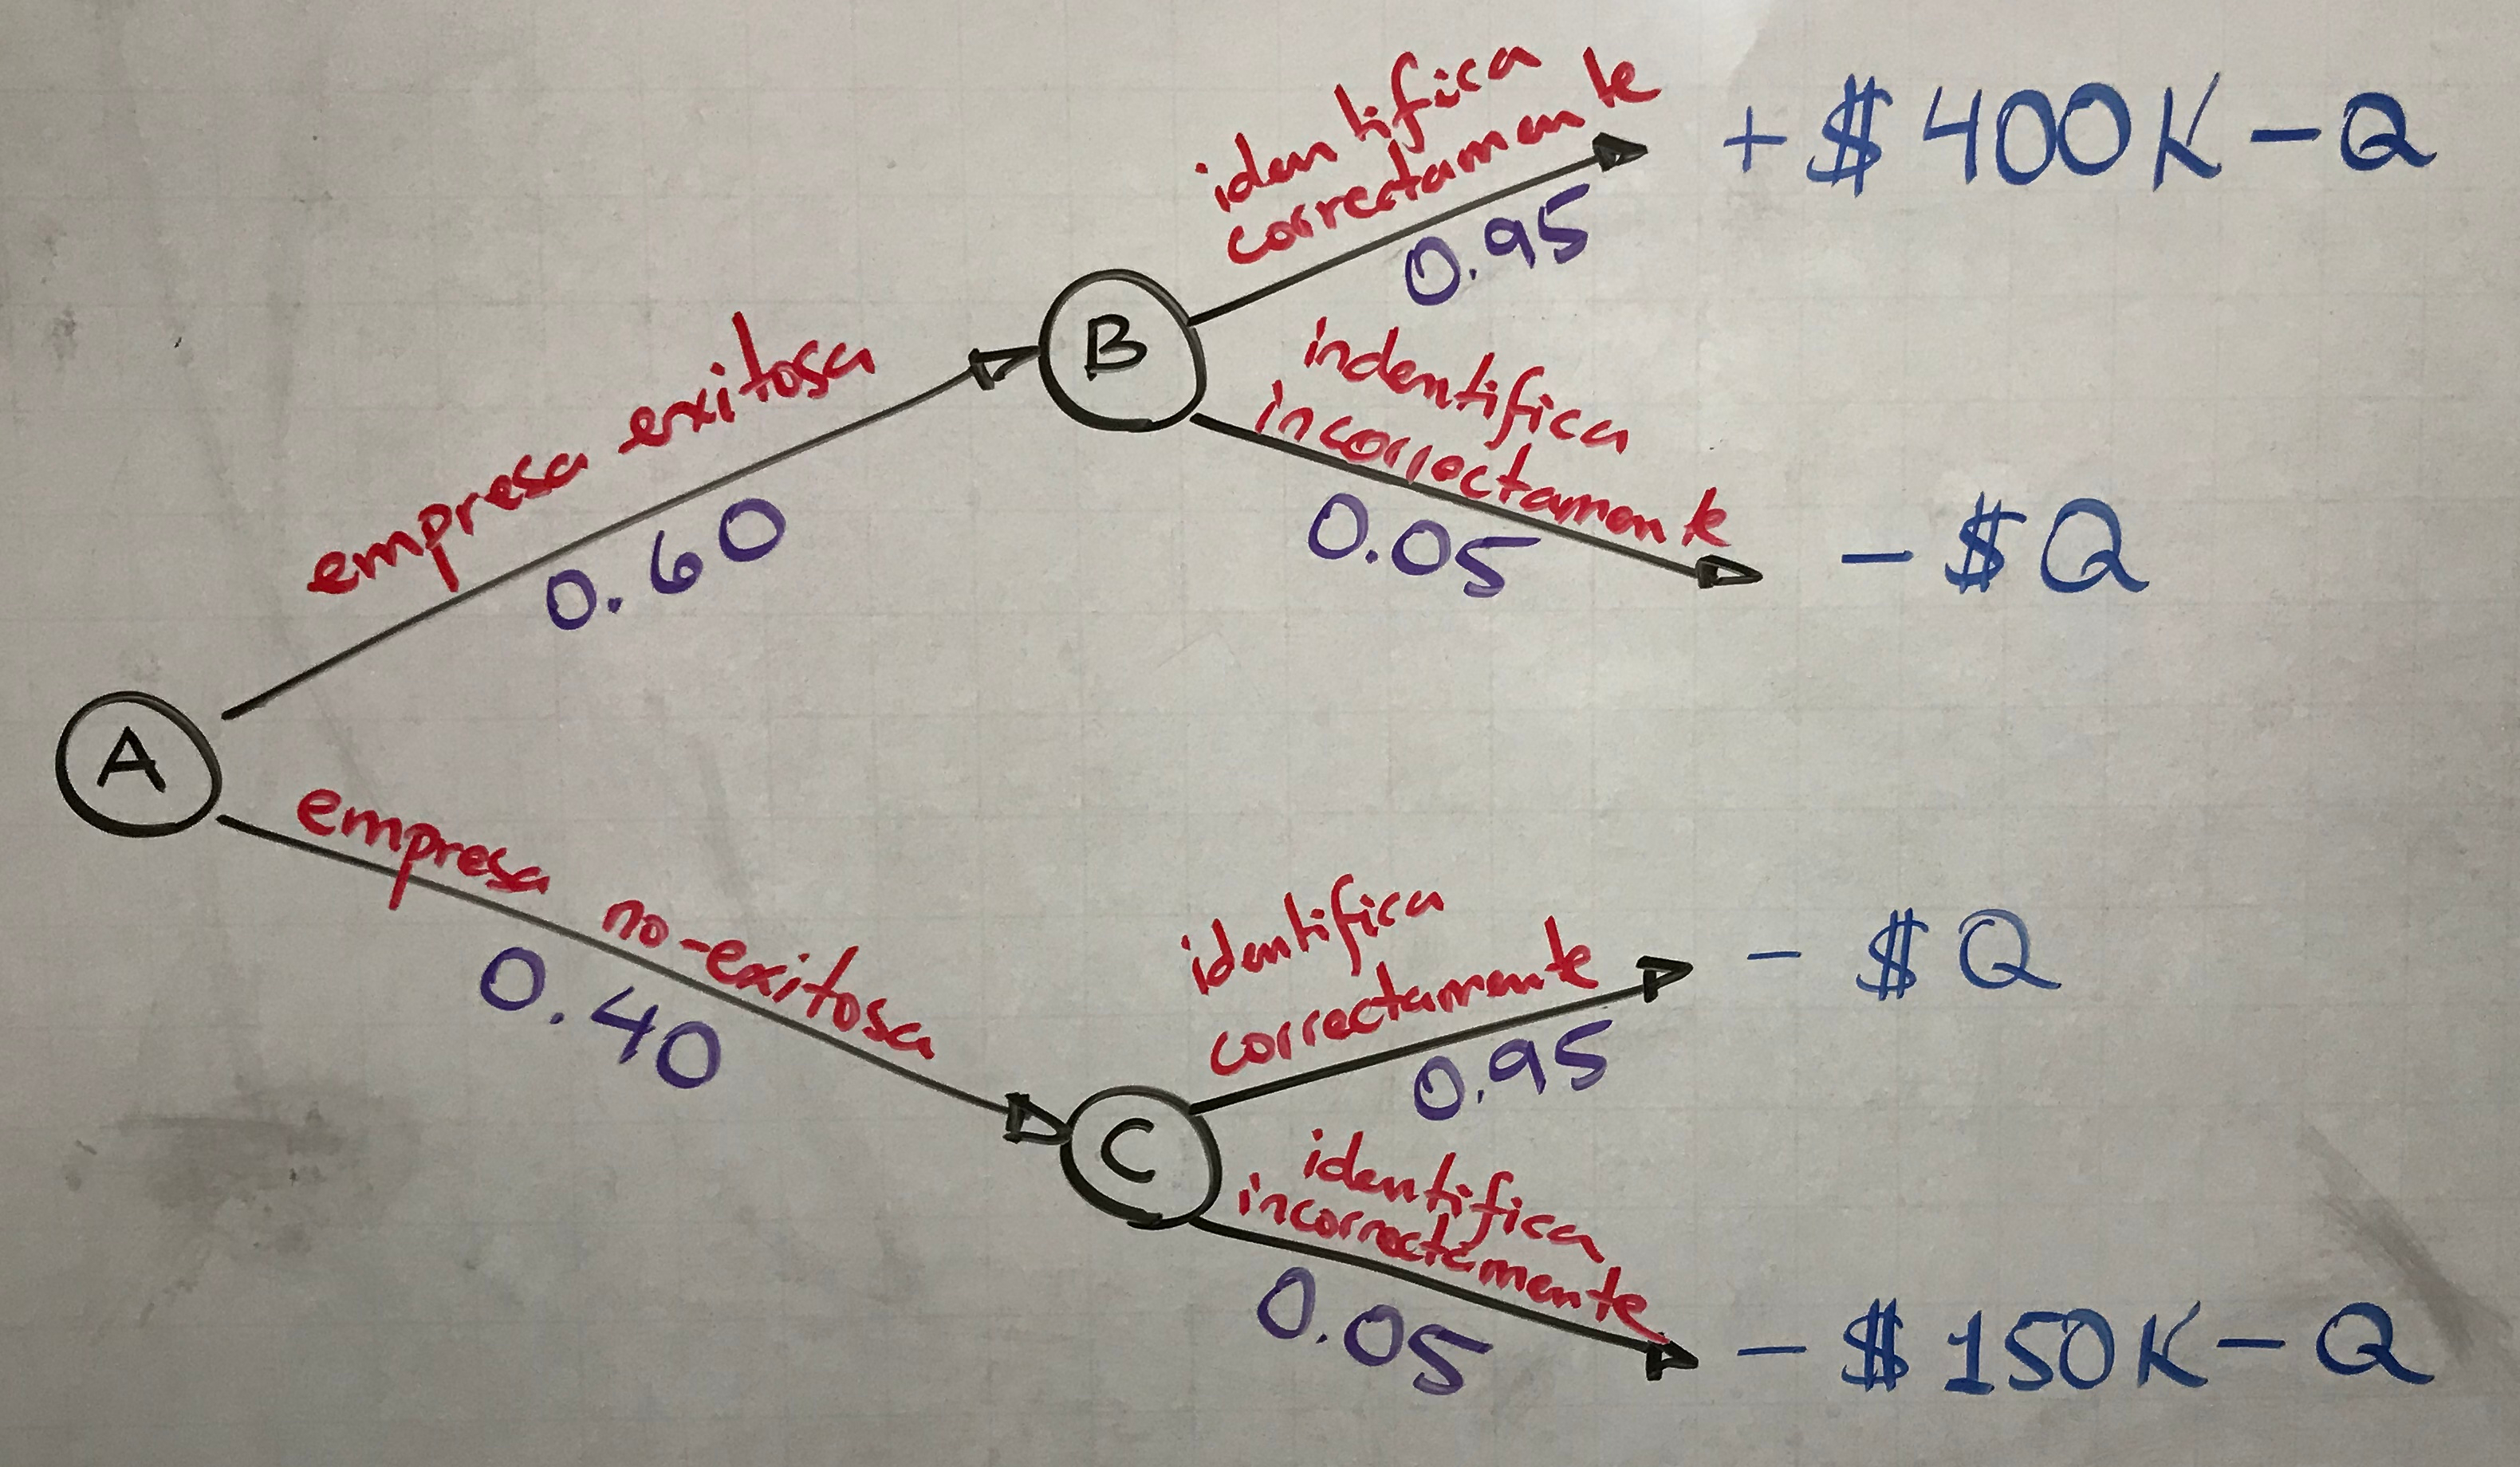 identifica
correctamente
+ $ 400K - Q
0.95
B
indentifica
incorrectamente
0.05
- $ Q
empresa exitosa
0.60
A
empresa no-exitosa
0.40
identifica
correctamente
- $ Q
0.95
C
identifica
incorrectamente
0.05
- $ 150K - Q